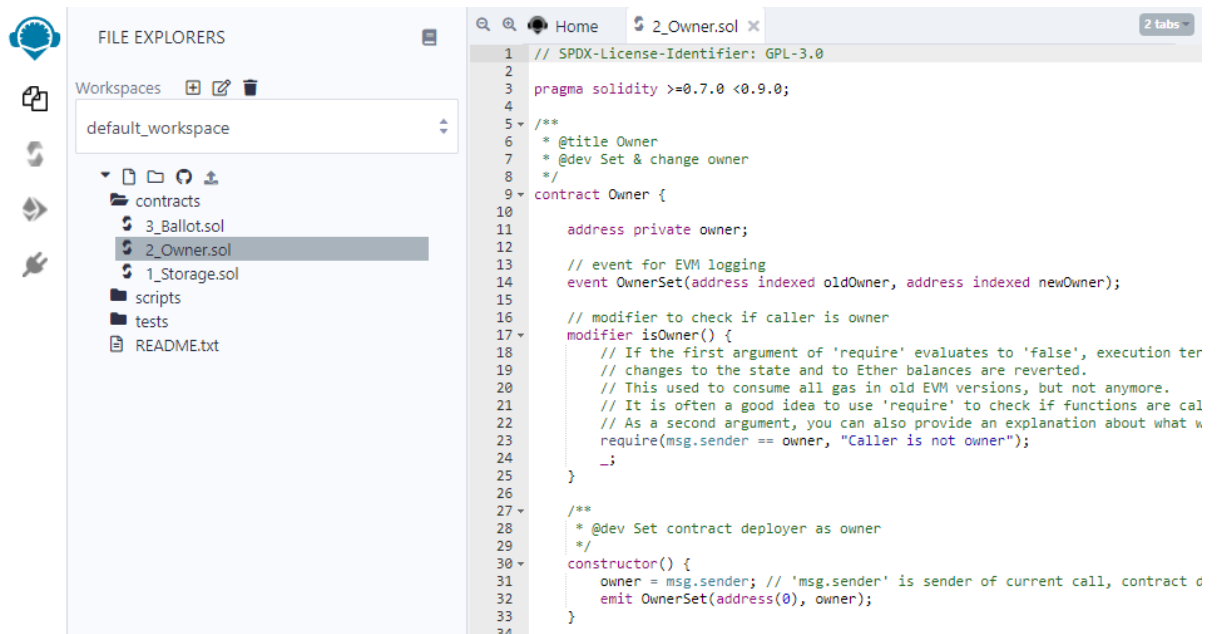 FILE EXPLORERS
Workspaces
default_workspace
contracts
3_Ballot.sol
2_Owner.sol
1_Storage.sol
scripts
tests
README.txt
Home
2_Owner.sol
2 tabs
1 // SPDX-License-Identifier: GPL-3.0
2
3 pragma solidity >=0.7.0 <0.9.0;
4
5 /**
6  * @title Owner
7  * @dev Set & change owner
8  */
9 contract Owner {
10
11     address private owner;
12
13     // event for EVM logging
14     event OwnerSet(address indexed oldOwner, address indexed newOwner);
15
16     // modifier to check if caller is owner
17     modifier isOwner() {
18         // If the first argument of 'require' evaluates to 'false', execution ter
19         // changes to the state and to Ether balances are reverted.
20         // This used to consume all gas in old EVM versions, but not anymore.
21         // It is often a good idea to use 'require' to check if functions are cal
22         // As a second argument, you can also provide an explanation about what w
23         require(msg.sender == owner, "Caller is not owner");
24         _;
25     }
26
27     /**
28      * @dev Set contract deployer as owner
29      */
30     constructor() {
31         owner = msg.sender; // 'msg.sender' is sender of current call, contract d
32         emit OwnerSet(address(0), owner);
33     }
34